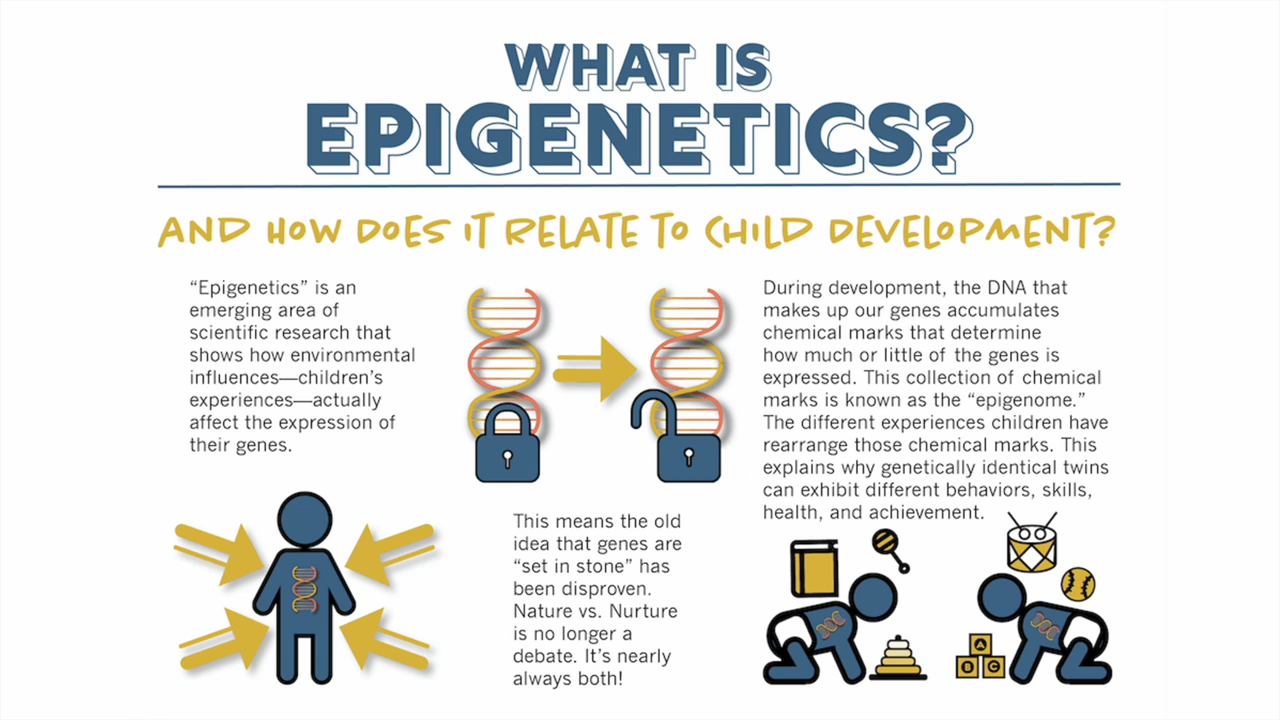 WHAT IS
EPIGENETICS?
AND HOW DOES IT RELATE TO CHILD DEVELOPMENT?
“Epigenetics” is an
emerging area of
scientific research that
shows how environmental
influences—children’s
experiences—actually
affect the expression of
their genes.
This means the old
idea that genes are
“set in stone” has
been disproven.
Nature vs. Nurture
is no longer a
debate. It’s nearly
always both!
During development, the DNA that
makes up our genes accumulates
chemical marks that determine
how much or little of the genes is
expressed. This collection of chemical
marks is known as the “epigenome.”
The different experiences children have
rearrange those chemical marks. This
explains why genetically identical twins
can exhibit different behaviors, skills,
health, and achievement.
A
B C